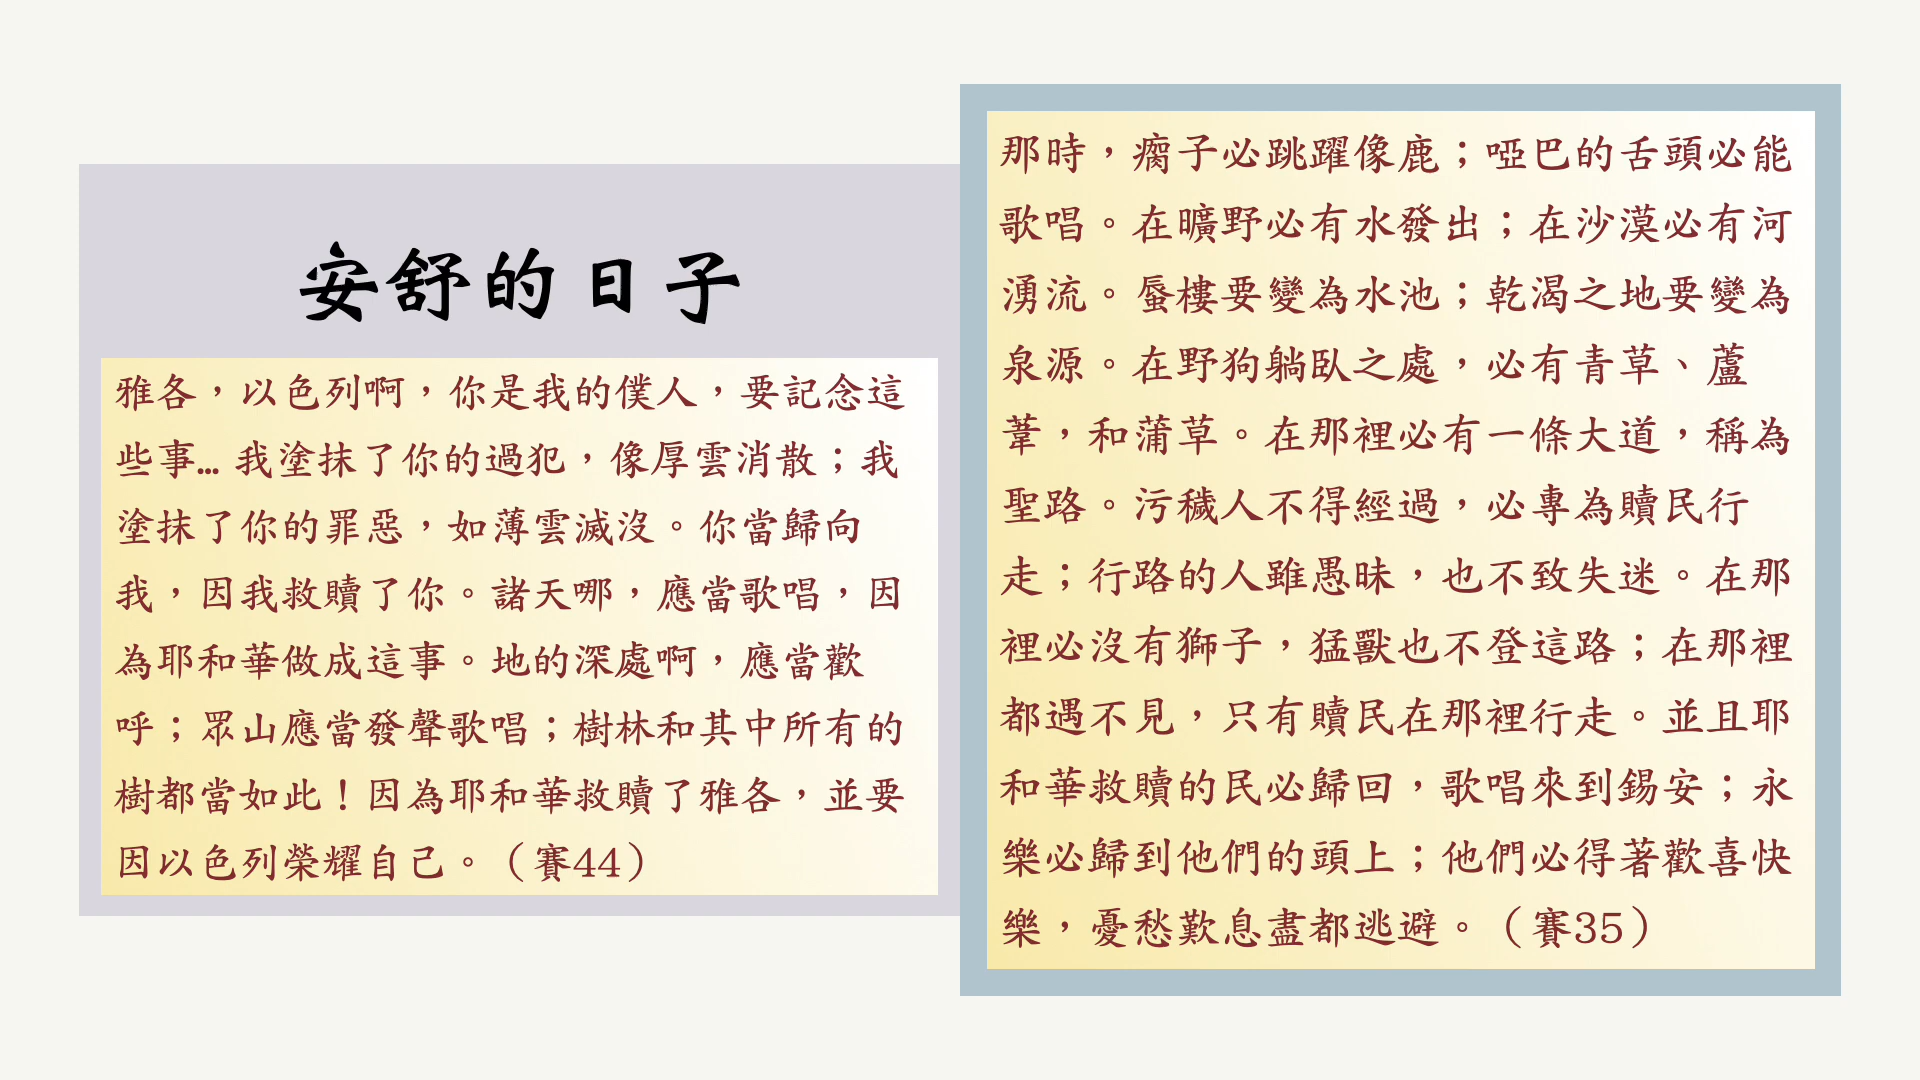 安舒的日子
雅各，以色列啊，你是我的僕人，要記念這
些事... 我塗抹了你的過犯，像厚雲消散；我
塗抹了你的罪惡，如薄雲滅沒。你當歸向
我，因我救贖了你。諸天哪，應當歌唱，因
為耶和華做成這事。地的深處啊，應當歡
呼；眾山應當發聲歌唱；樹林和其中所有的
樹都當如此！因為耶和華救贖了雅各，並要
因以色列榮耀自己。（賽44）
那時，瘸子必跳躍像鹿；啞巴的舌頭必能
歌唱。在曠野必有水發出；在沙漠必有河
湧流。蜃樓要變為水池；乾渴之地要變為
泉源。在野狗躺臥之處，必有青草、蘆
葦，和蒲草。在那裡必有一條大道，稱為
聖路。污穢人不得經過，必專為贖民行
走；行路的人雖愚昧，也不致失迷。在那
裡必沒有獅子，猛獸也不登這路；在那裡
都遇不見，只有贖民在那裡行走。並且耶
和華救贖的民必歸回，歌唱來到錫安；永
樂必歸到他們的頭上；他們必得著歡喜快
樂，憂愁歎息盡都逃避。（賽35）